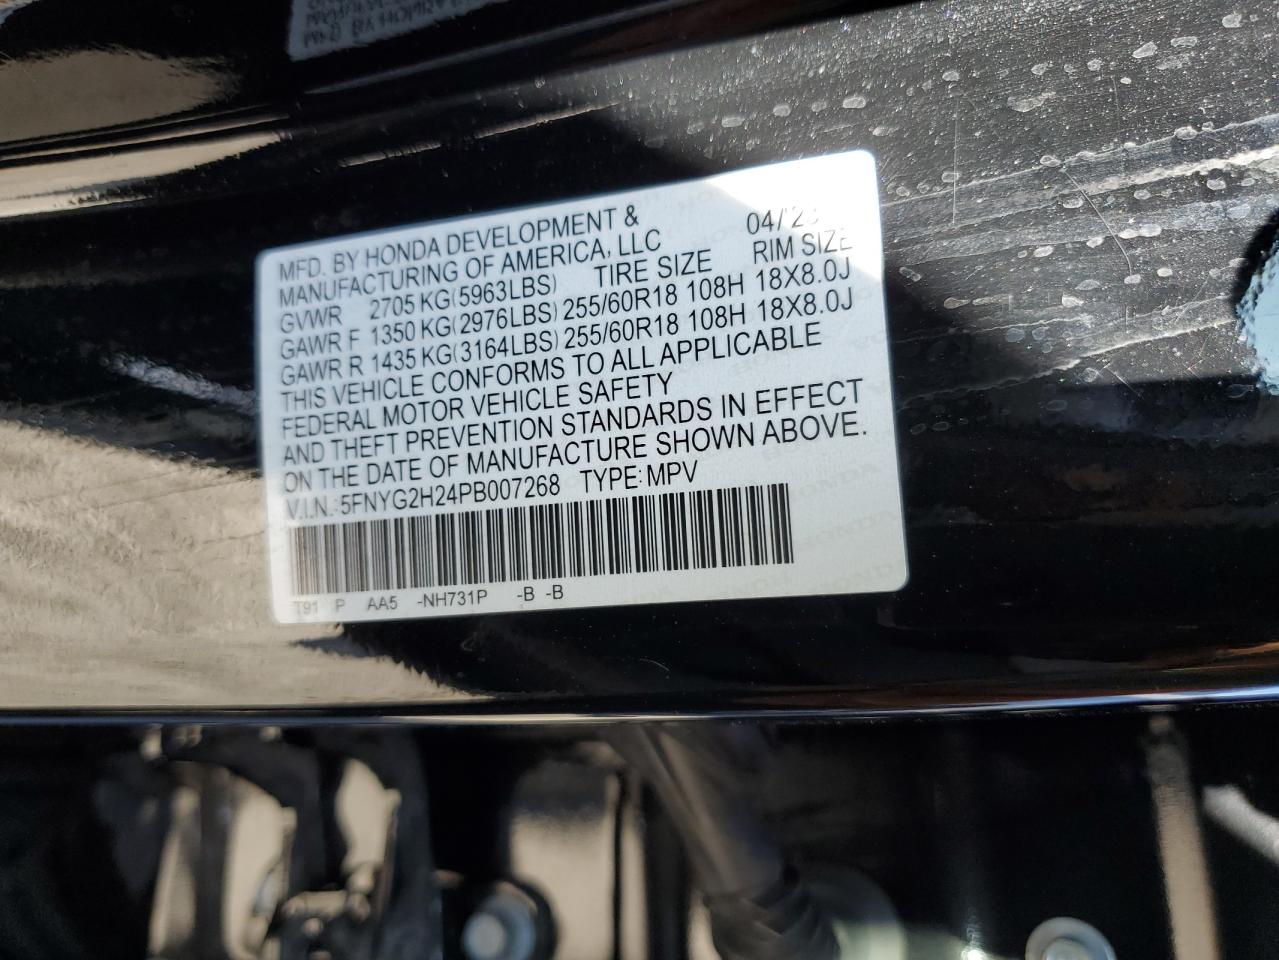 MFD. BY HONDA DEVELOPMENT &
MANUFACTURING OF AMERICA, LLC 04/'2
GVWR 2705 KG(5963LBS) TIRE SIZE RIM SIZE
GAWR F 1350 KG(2976LBS) 255/60R18 108H 18X8.0J
GAWR R 1435 KG(3164LBS) 255/60R18 108H 18X8.0J
THIS VEHICLE CONFORMS TO ALL APPLICABLE
FEDERAL MOTOR VEHICLE SAFETY
AND THEFT PREVENTION STANDARDS IN EFFECT
ON THE DATE OF MANUFACTURE SHOWN ABOVE.
V.I.N.:5FNYG2H24PB007268 TYPE:MPV
T91 P AA5 -NH731P -B -B